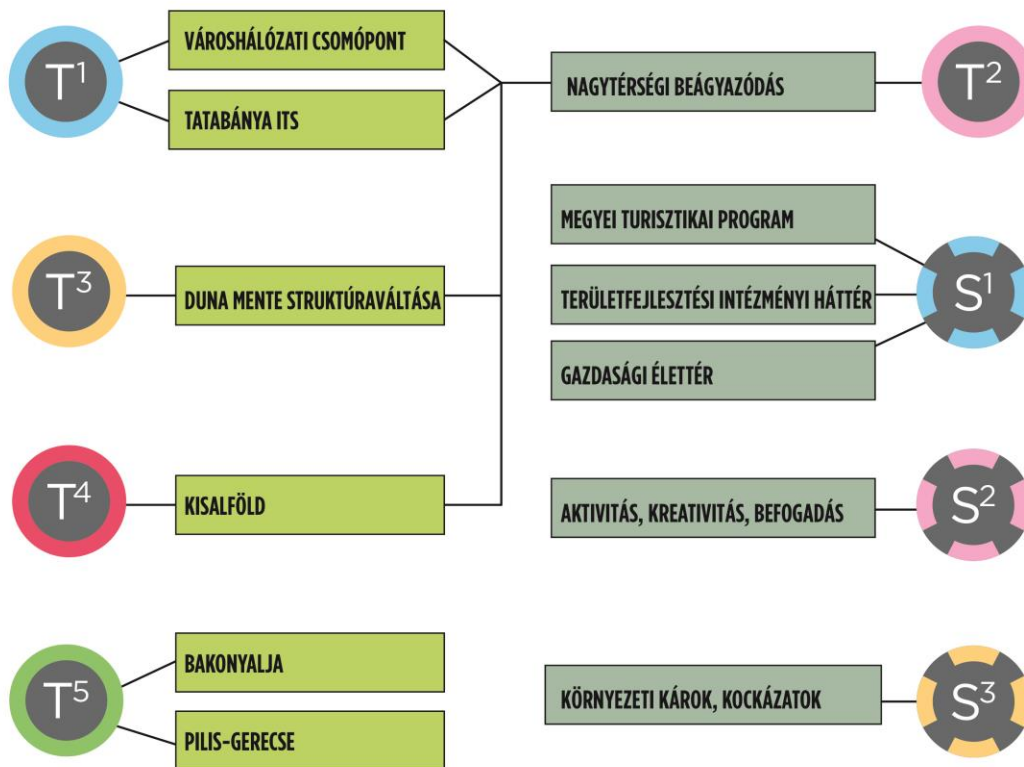 T¹
VÁROSHÁLÓZATI CSOMÓPONT
TATABÁNYA ITS
NAGYTÉRSÉGI BEÁGYAZÓDÁS
T²
T³
DUNA MENTE STRUKTÚRAVÁLTÁSA
MEGYEI TURISZTIKAI PROGRAM
TERÜLETFEJLESZTÉSI INTÉZMÉNYI HÁTTÉR
GAZDASÁGI ÉLETTÉR
S¹
T⁴
KISALFÖLD
AKTIVITÁS, KREATIVITÁS, BEFOGADÁS
S²
T⁵
BAKONYALJA
PILIS-GERECSE
KÖRNYEZETI KÁROK, KOCKÁZATOK
S³